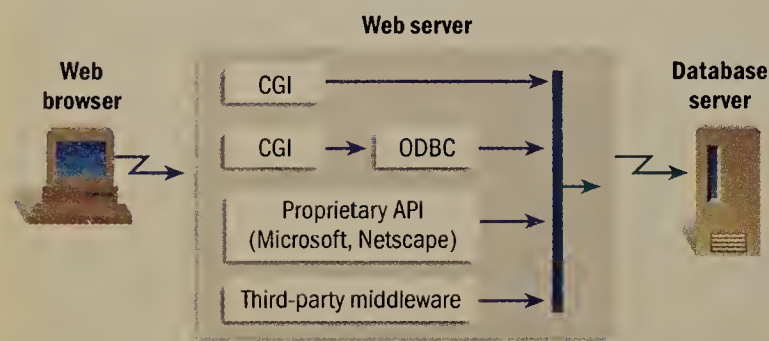 Web server
Web
browser
Database
server
CGI
CGI
ODBC
Proprietary API
(Microsoft, Netscape)
Third-party middleware